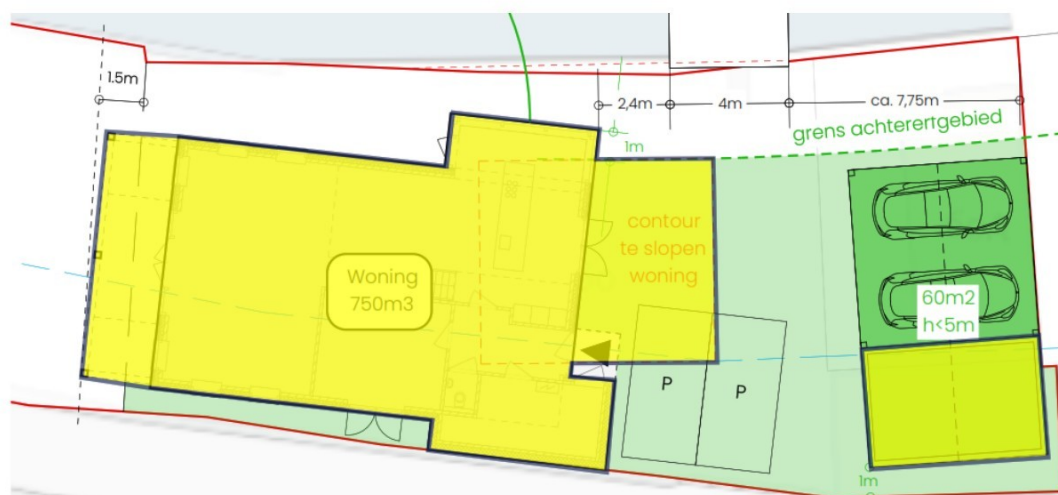 1.5m
2,4m
4m
ca. 7,75m
1m
grens achtererfgebied
contour
te slopen
woning
Woning
750m3
60m2
h<5m
P
P
1m